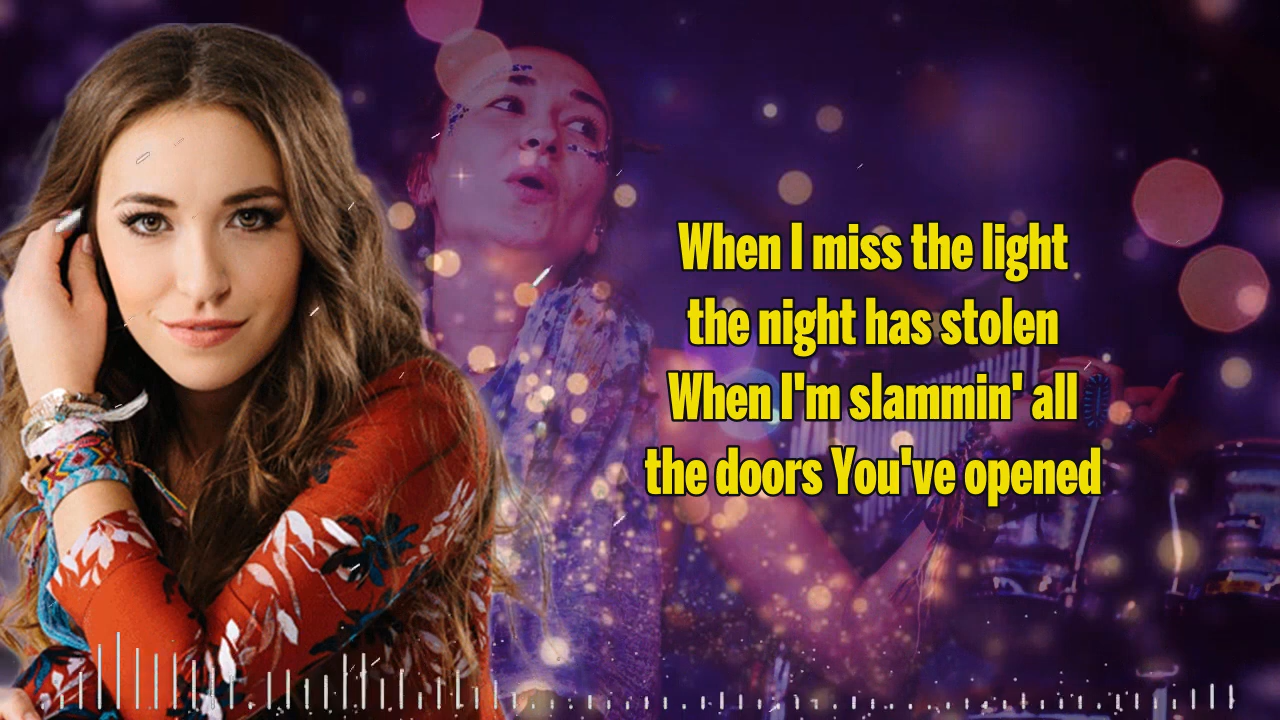 When I miss the light
the night has stolen
When I'm slammin' all
the doors You've opened